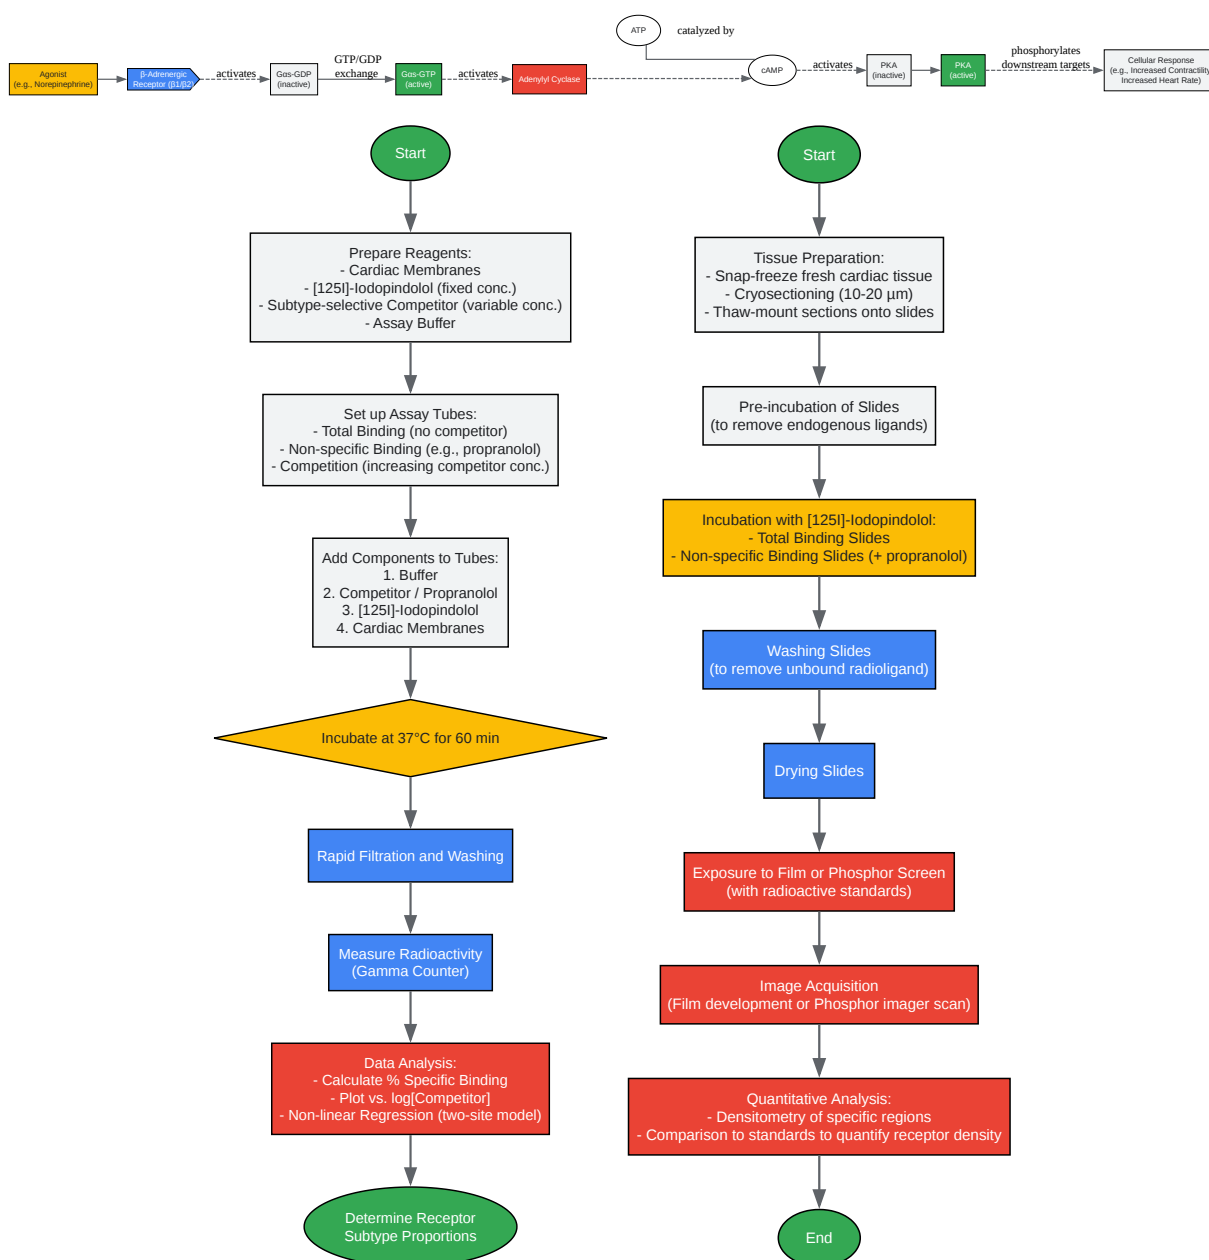 Agonist
(e.g., Norepinephrine)
β-Adrenergic
Receptor (β1/β2)
activates
Gαs-GDP
(inactive)
GTP/GDP
exchange
Gαs-GTP
(active)
activates
Adenylyl Cyclase
ATP
catalyzed by
cAMP
activates
PKA
(inactive)
PKA
(active)
phosphorylates
downstream targets
Cellular Response
(e.g., Increased Contractility,
Increased Heart Rate)
Start
Prepare Reagents:
- Cardiac Membranes
- [125I]-Iodopindolol (fixed conc.)
- Subtype-selective Competitor (variable conc.)
- Assay Buffer
Set up Assay Tubes:
- Total Binding (no competitor)
- Non-specific Binding (e.g., propranolol)
- Competition (increasing competitor conc.)
Add Components to Tubes:
1. Buffer
2. Competitor / Propranolol
3. [125I]-Iodopindolol
4. Cardiac Membranes
Incubate at 37°C for 60 min
Rapid Filtration and Washing
Measure Radioactivity
(Gamma Counter)
Data Analysis:
- Calculate % Specific Binding
- Plot vs. log[Competitor]
- Non-linear Regression (two-site model)
Determine Receptor
Subtype Proportions
Start
Tissue Preparation:
- Snap-freeze fresh cardiac tissue
- Cryosectioning (10-20 µm)
- Thaw-mount sections onto slides
Pre-incubation of Slides
(to remove endogenous ligands)
Incubation with [125I]-Iodopindolol:
- Total Binding Slides
- Non-specific Binding Slides (+ propranolol)
Washing Slides
(to remove unbound radioligand)
Drying Slides
Exposure to Film or Phosphor Screen
(with radioactive standards)
Image Acquisition
(Film development or Phosphor imager scan)
Quantitative Analysis:
- Densitometry of specific regions
- Comparison to standards to quantify receptor density
End